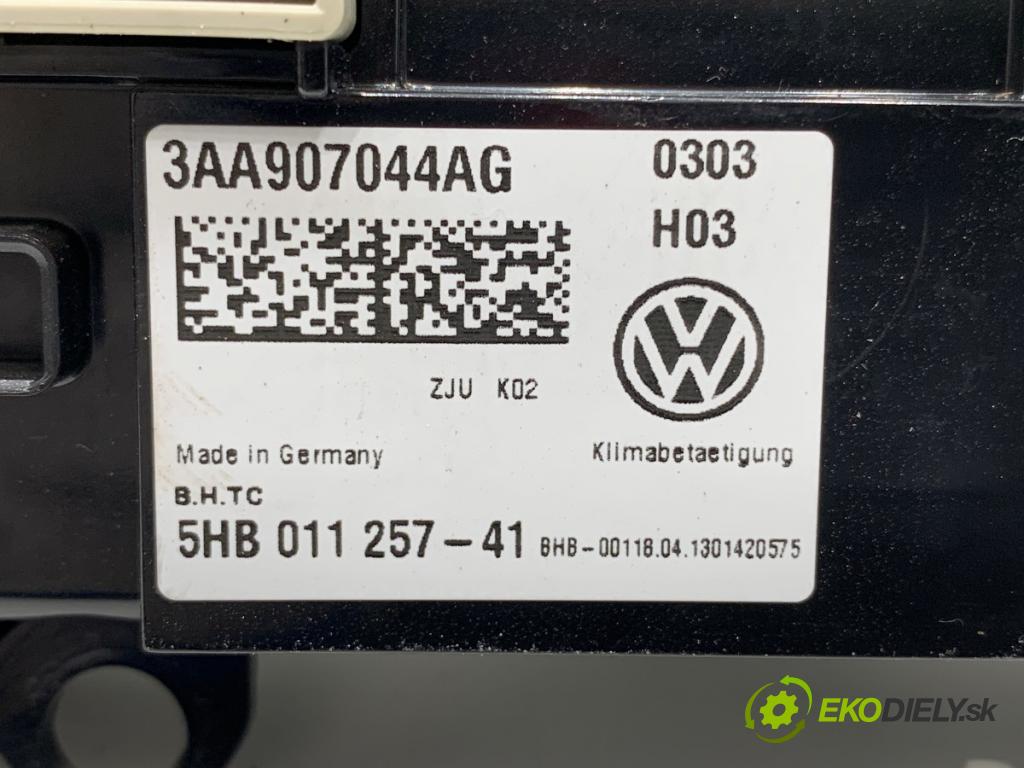 3AA907044AG 0303
H03
ZJU K02
Made in Germany Klimabetaetigung
B.H.TC
5HB 011 257-41 BHB-00118.04.1301420575
EKODIELY.sk